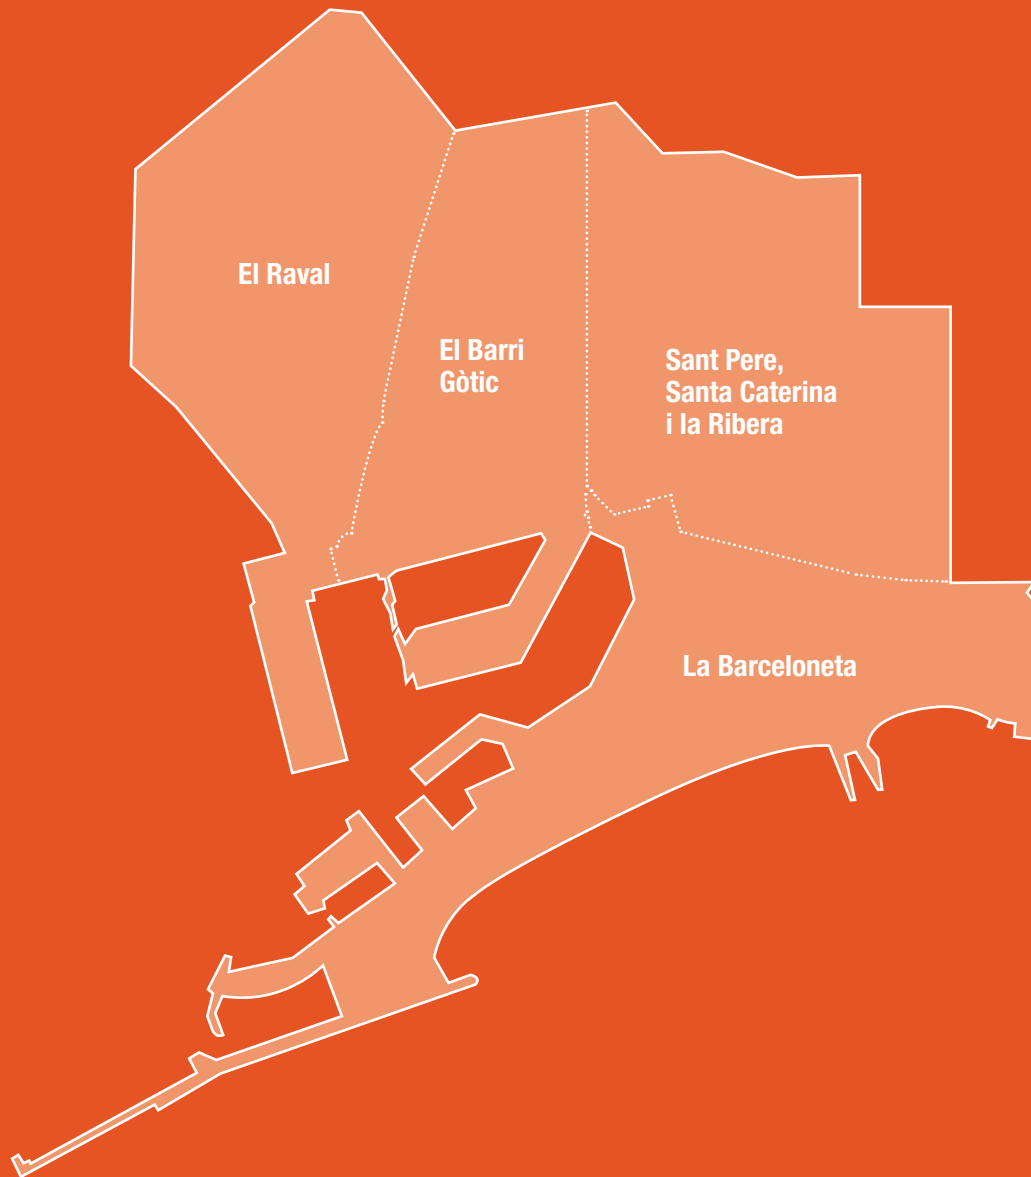 El Raval
El Barri
Gòtic
Sant Pere,
Santa Caterina
i la Ribera
La Barceloneta